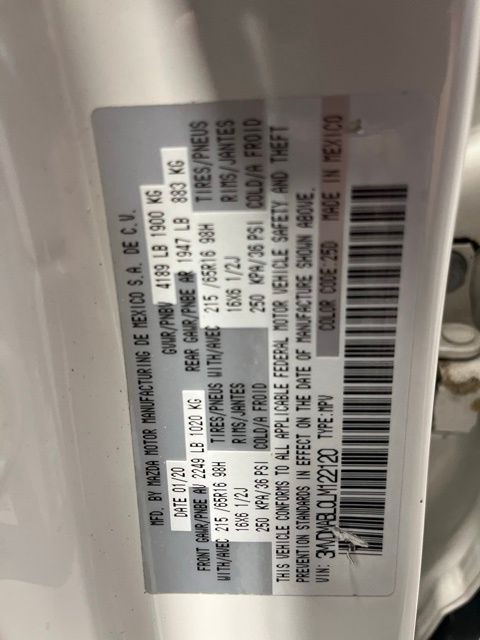 MFD. BY MAZDA MOTOR MANUFACTURING DE MEXICO S.A. DE C.V.
DATE 01/20 GVWR/PNBV 4189 LB 1900 KG
FRONT GAWR/PNBE AV 2249 LB 1020 KG REAR GAWR/PNBE AR 1947 LB 883 KG
WITH/AVEC 215 /65R16 98H TIRES/PNEUS WITH/AVEC 215 /65R16 98H TIRES/PNEUS
16X6 1/2J RIMS/JANTES 16X6 1/2J RIMS/JANTES
250 KPA/36 PSI COLD/A FROID 250 KPA/36 PSI COLD/A FROID
THIS VEHICLE CONFORMS TO ALL APPLICABLE FEDERAL MOTOR VEHICLE SAFETY AND THEFT
PREVENTION STANDARDS IN EFFECT ON THE DATE OF MANUFACTURE SHOWN ABOVE.
VIN: 3MVDMABL0LM122120 TYPE:MPV COLOR CODE 25D MADE IN MEXICO